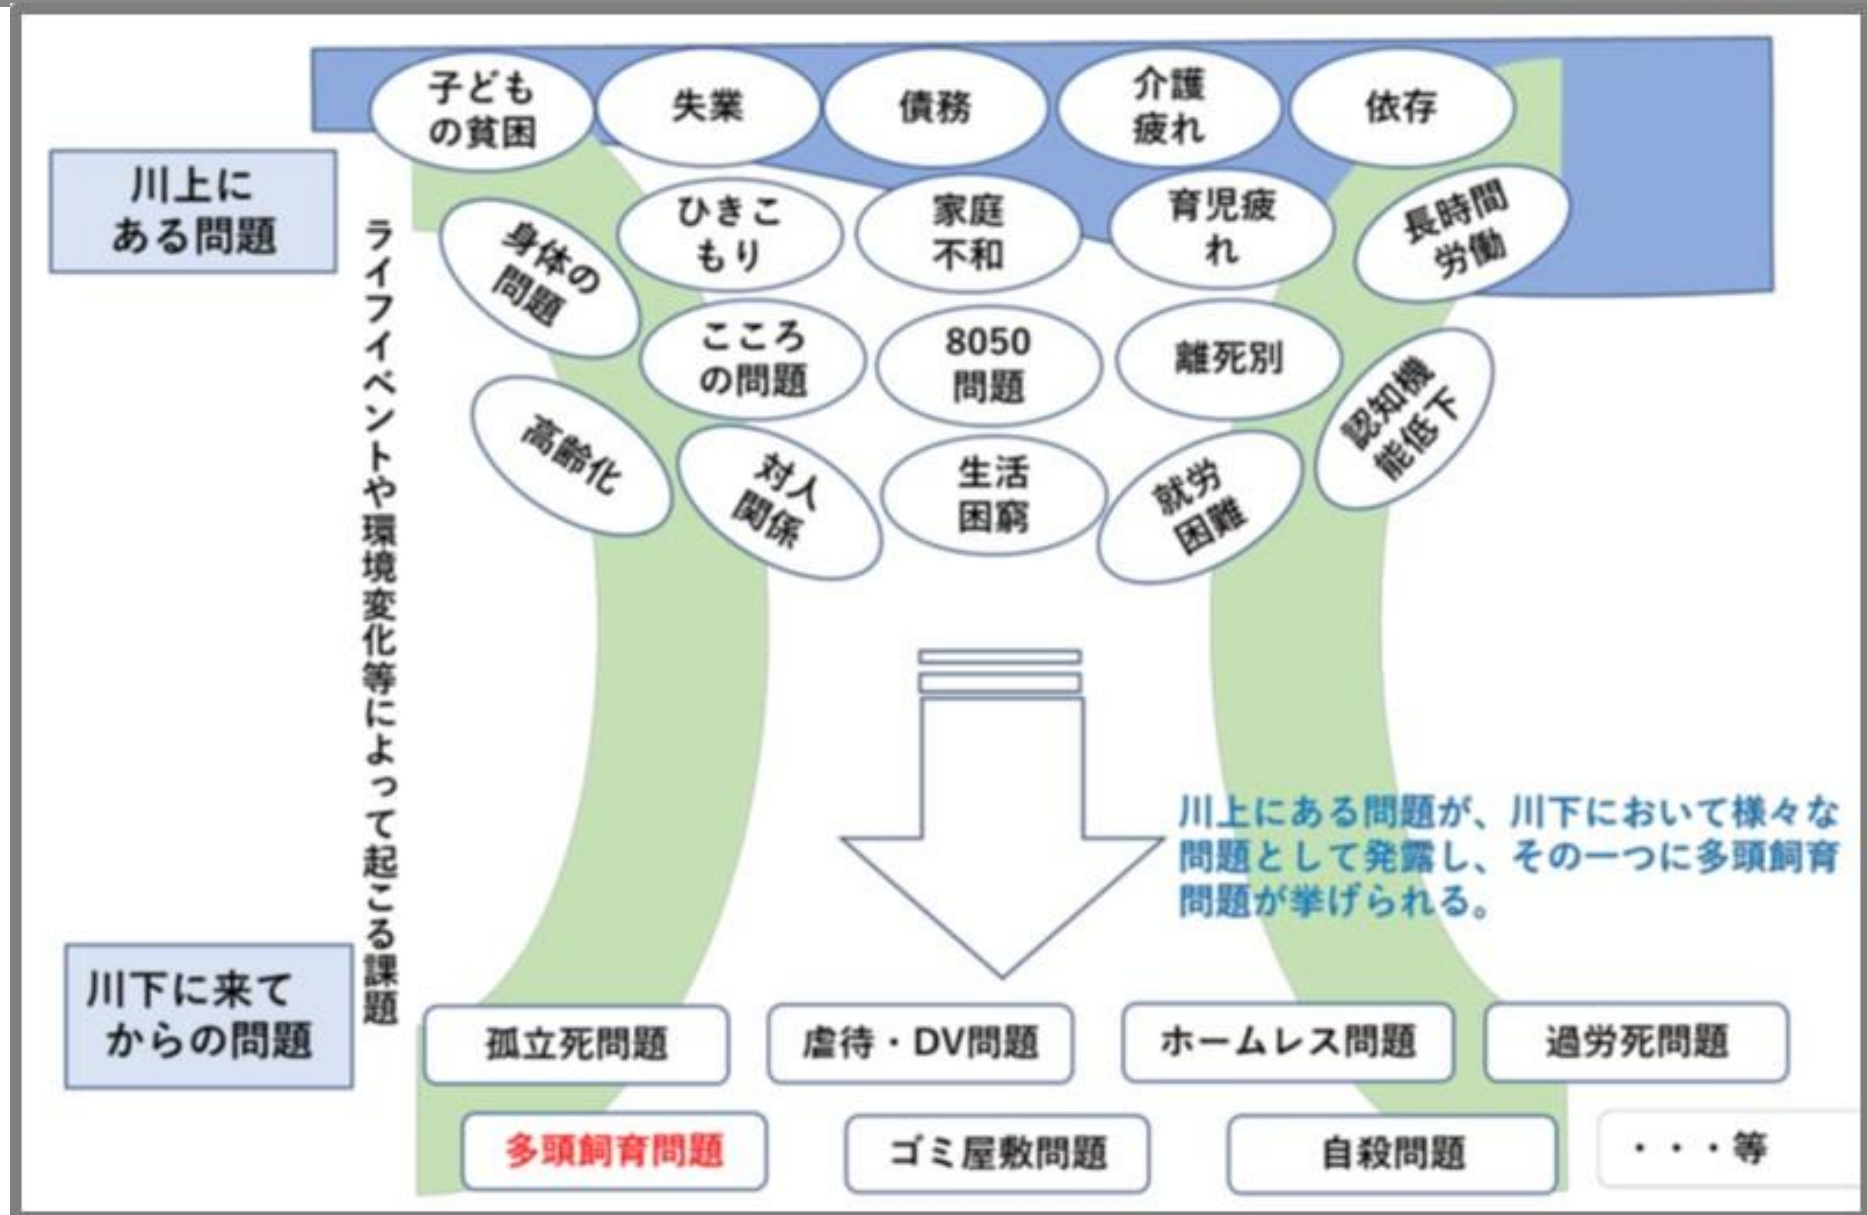 子ども
の貧困
失業
債務
介護
疲れ
依存
川上に
ある問題
ライフイベントや環境変化等によって起こる課題
身体の
問題
ひきこ
もり
家庭
不和
育児疲
れ
長時間
労働
こころ
の問題
8050
問題
離死別
認知機
能低下
高齢化
対人
関係
生活
困窮
就労
困難
川上にある問題が、川下において様々な
問題として発露し、その一つに多頭飼育
問題が挙げられる。
川下に来て
からの問題
孤立死問題
虐待・DV問題
ホームレス問題
過労死問題
多頭飼育問題
ゴミ屋敷問題
自殺問題
・・・等